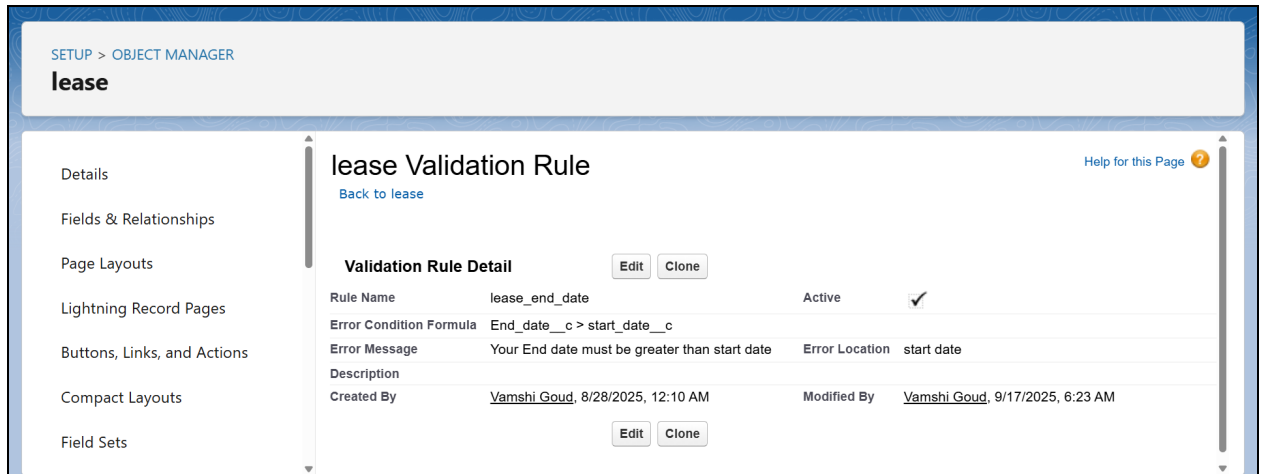 SETUP > OBJECT MANAGER
lease
Details
Fields & Relationships
Page Layouts
Lightning Record Pages
Buttons, Links, and Actions
Compact Layouts
Field Sets
lease Validation Rule
Help for this Page ?
Back to lease
Validation Rule Detail Edit Clone
Rule Name lease_end_date Active
Error Condition Formula End_date__c > start_date__c
Error Message Your End date must be greater than start date Error Location start date
Description
Created By Vamshi Goud, 8/28/2025, 12:10 AM Modified By Vamshi Goud, 9/17/2025, 6:23 AM
Edit Clone